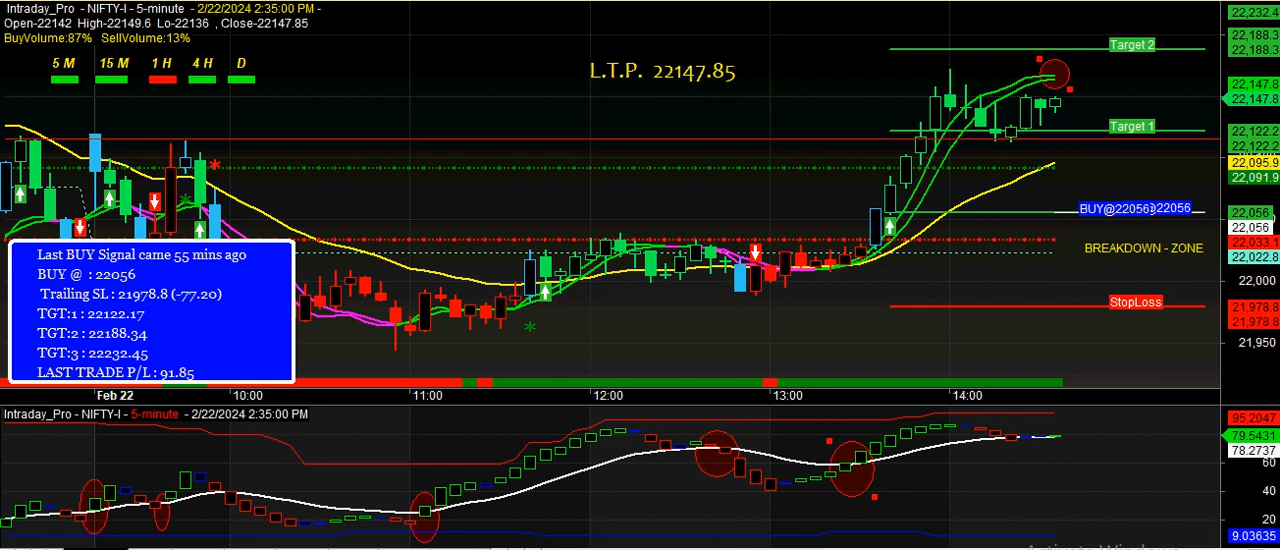 Intraday_Pro - NIFTY-I - 5-minute - 2/22/2024 2:35:00 PM -
Open-22142 High-22149.6 Lo-22136 , Close-22147.85
BuyVolume:87% SellVolume:13%
5 M 15 M 1 H 4 H D
L.T.P. 22147.85
Target 2
Target 1
BUY@22056
22056
BREAKDOWN - ZONE
StopLoss
22,232.4
22,188.3
22,188.3
22,147.8
22,147.8
22,122.2
22,122.2
22,095.9
22,091.9
22,056
22,056
22,033.1
22,022.8
22,000
21,978.8
21,978.8
21,950
Last BUY Signal came 55 mins ago
BUY @ : 22056
Trailing SL : 21978.8 (-77.20)
TGT:1 : 22122.17
TGT:2 : 22188.34
TGT:3 : 22232.45
LAST TRADE P/L : 91.85
Feb 22 10:00 11:00 12:00 13:00 14:00
Intraday_Pro - NIFTY-I - 5-minute - 2/22/2024 2:35:00 PM
95.2047
79.5431
78.2737
60
40
20
9.03635